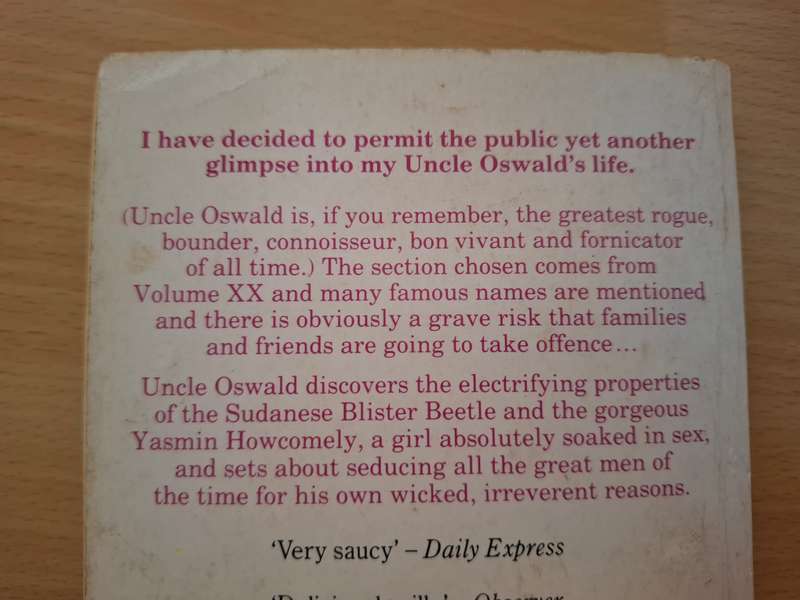 I have decided to permit the public yet another
glimpse into my Uncle Oswald's life.
(Uncle Oswald is, if you remember, the greatest rogue,
bounder, connoisseur, bon vivant and fornicator
of all time.) The section chosen comes from
Volume XX and many famous names are mentioned
and there is obviously a grave risk that families
and friends are going to take offence...
Uncle Oswald discovers the electrifying properties
of the Sudanese Blister Beetle and the gorgeous
Yasmin Howcomely, a girl absolutely soaked in sex,
and sets about seducing all the great men of
the time for his own wicked, irreverent reasons.
'Very saucy' – Daily Express
Observer